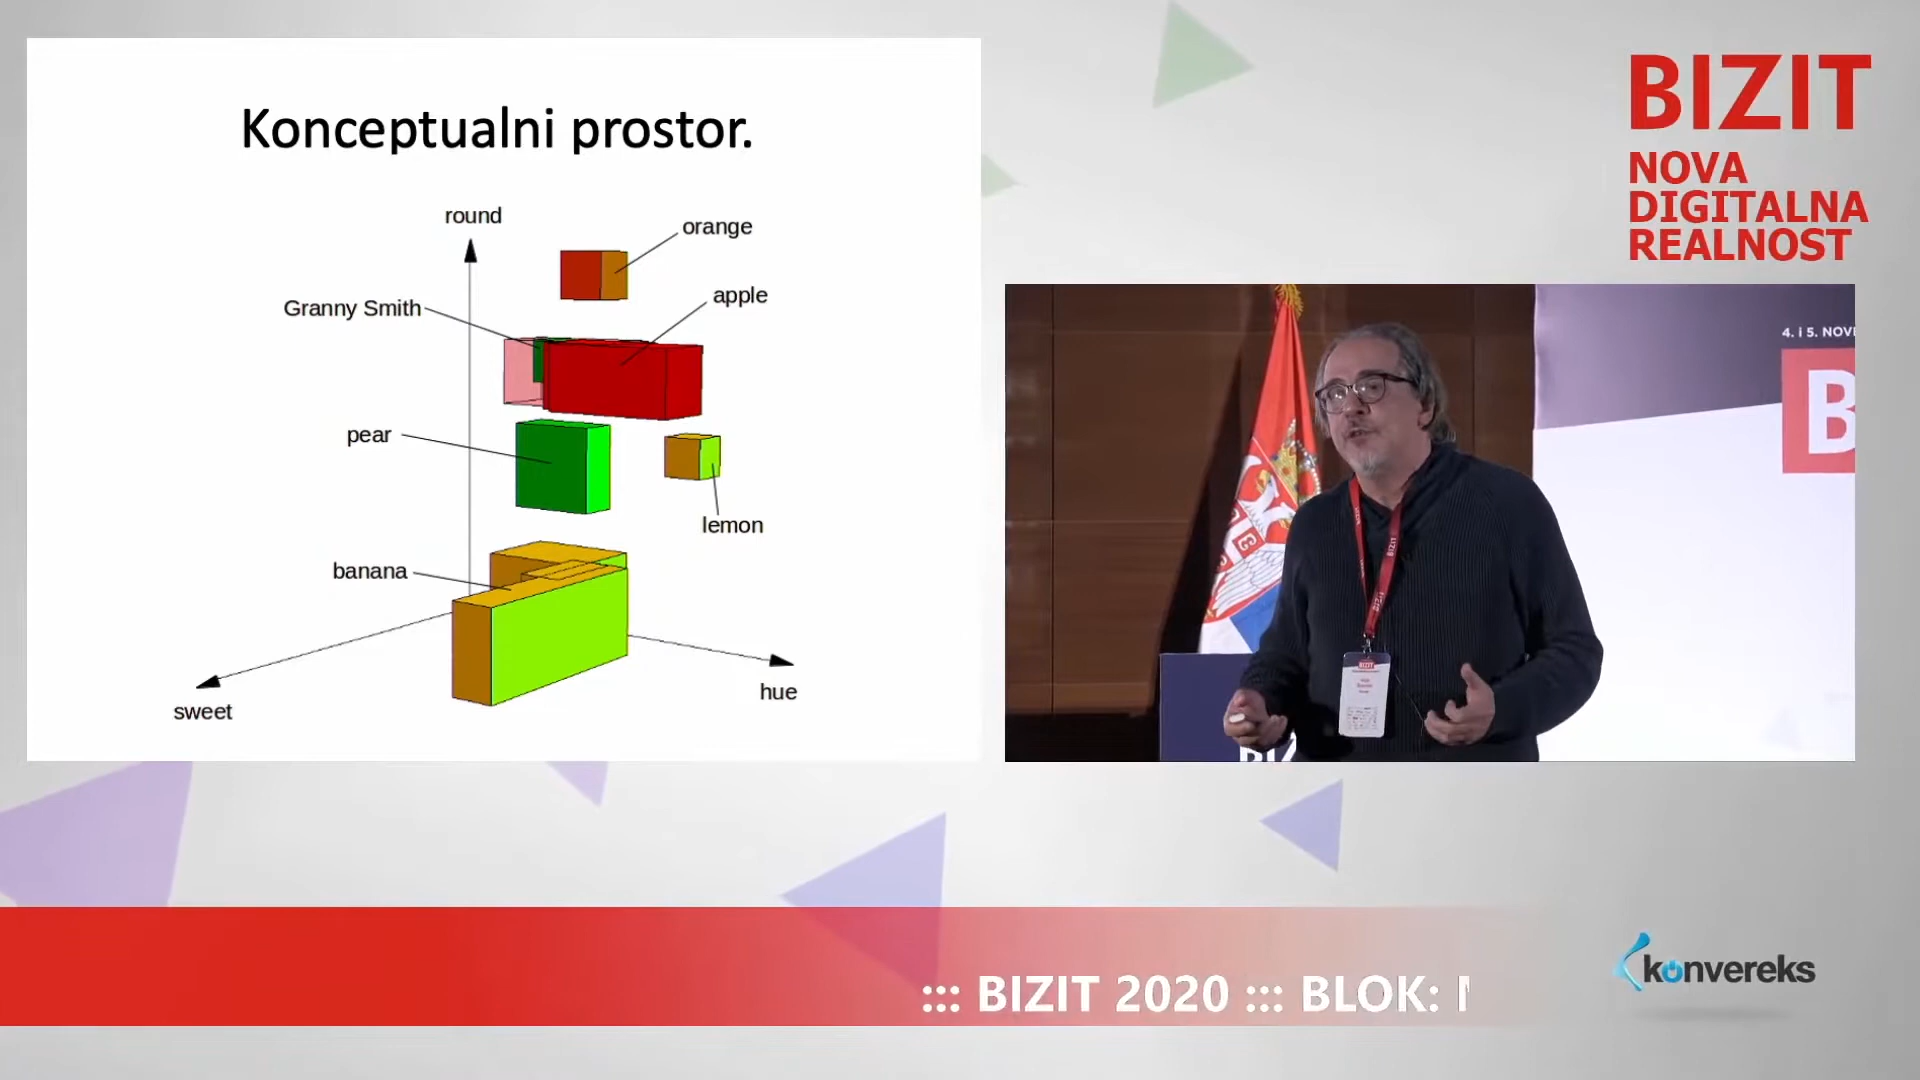 Konceptualni prostor.
round
orange
apple
Granny Smith
pear
lemon
banana
sweet
hue
BIZIT
NOVA
DIGITALNA
REALNOST
4. i 5. NOV
B
BIZIT
::: BIZIT 2020 ::: BLOK:
konvereks